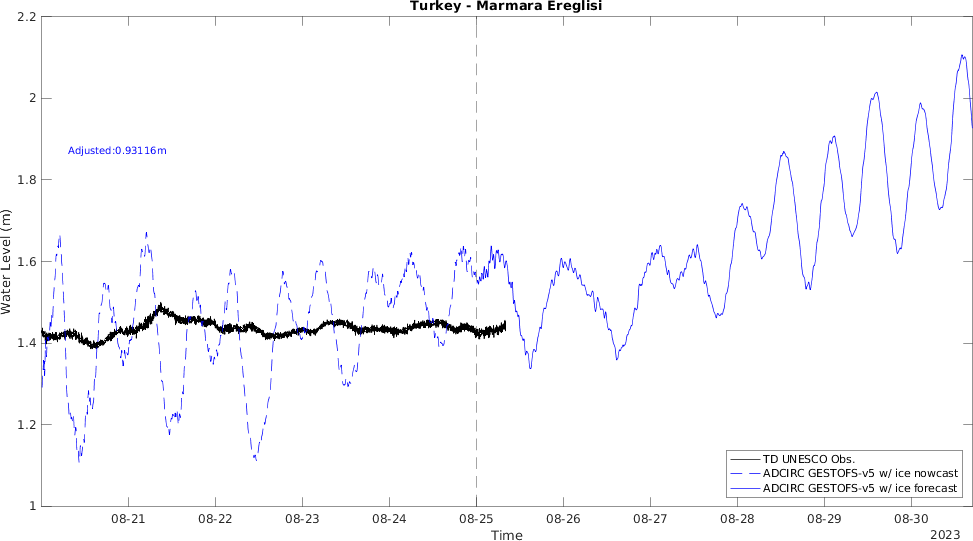 Turkey - Marmara Ereglisi
2.2
2
1.8
1.6
1.4
1.2
1
Water Level (m)
Adjusted:0.93116m
TD UNESCO Obs.
ADCIRC GESTOFS-v5 w/ ice nowcast
ADCIRC GESTOFS-v5 w/ ice forecast
08-21 08-22 08-23 08-24 08-25 08-26 08-27 08-28 08-29 08-30
Time
2023